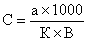 С = а×1000 / К×В